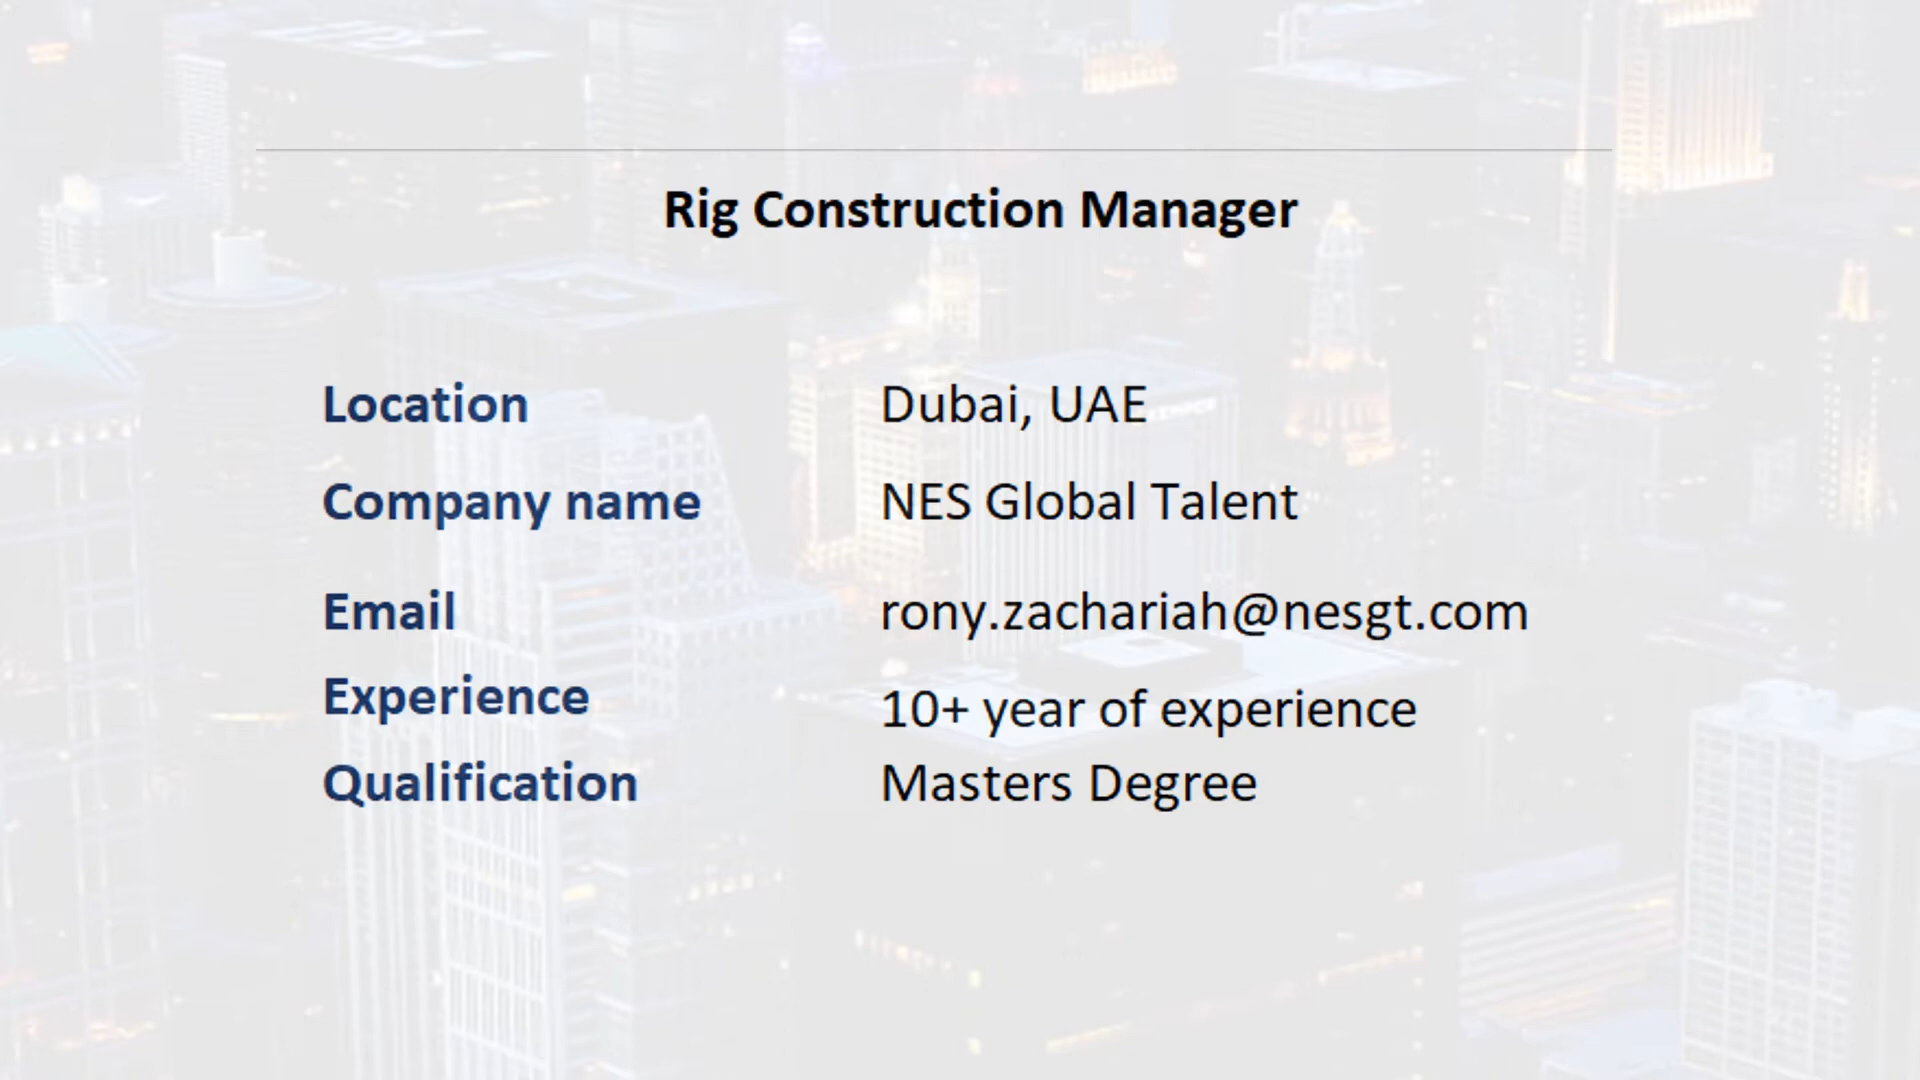 Rig Construction Manager
Location Dubai, UAE
Company name NES Global Talent
Email rony.zachariah@nesgt.com
Experience 10+ year of experience
Qualification Masters Degree